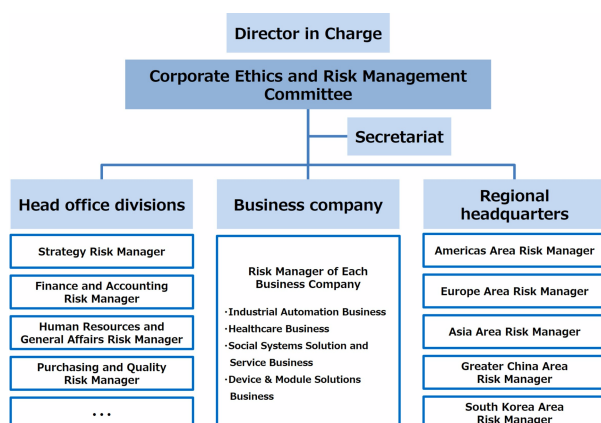 Director in Charge
Corporate Ethics and Risk Management
Committee
Secretariat
Head office divisions
Strategy Risk Manager
Finance and Accounting
Risk Manager
Human Resources and
General Affairs Risk Manager
Purchasing and Quality
Risk Manager
...
Business company
Risk Manager of Each
Business Company
・Industrial Automation Business
・Healthcare Business
・Social Systems Solution and
Service Business
・Device & Module Solutions
Business
Regional
headquarters
Americas Area Risk Manager
Europe Area Risk Manager
Asia Area Risk Manager
Greater China Area
Risk Manager
South Korea Area
Risk Manager